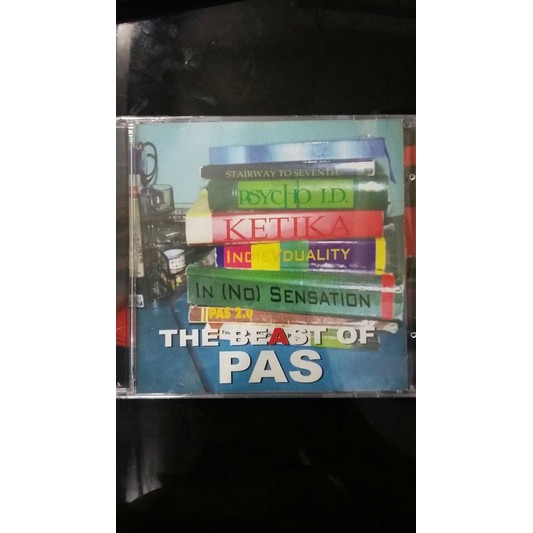 STAIRWAY TO SEVENTH
PSYCHO I.D.
KETIKA
INDIEVDUALITY
IN (NO) SENSATION
PAS 2.0
THE BEAST OF
PAS